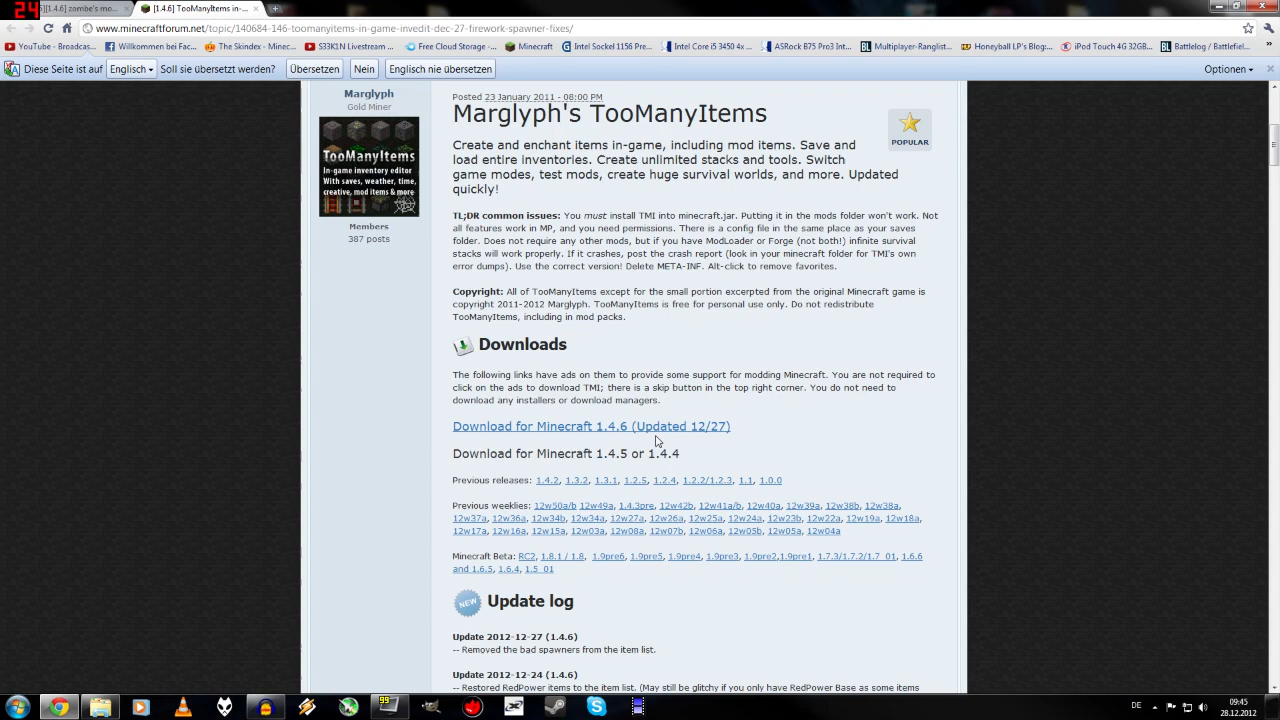 24
][1.4.6] zombe's mo...
[1.4.6] TooManyItems in-...
www.minecraftforum.net/topic/140684-146-toomanyitems-in-game-invedit-dec-27-firework-spawner-fixes/
YouTube - Broadcas...
Willkommen bei Fac...
The Skindex - Minec...
S33K1N Livestream ...
Free Cloud Storage -...
Minecraft
Intel Sockel 1156 Pre...
Intel Core i5 3450 4x ...
ASRock B75 Pro3 Int...
Multiplayer-Ranglist...
Honeyball LP's Blog:...
iPod Touch 4G 32GB...
Battlelog / Battlefiel...
Diese Seite ist auf Englisch Soll sie übersetzt werden? Übersetzen Nein Englisch nie übersetzen Optionen
Marglyph
Gold Miner
TooManyItems
In-game inventory editor
With saves, weather, time,
creative, mod items & more
Members
387 posts
Posted 23 January 2011 - 08:00 PM
Marglyph's TooManyItems
POPULAR
Create and enchant items in-game, including mod items. Save and
load entire inventories. Create unlimited stacks and tools. Switch
game modes, test mods, create huge survival worlds, and more. Updated
quickly!
TL;DR common issues: You must install TMI into minecraft.jar. Putting it in the mods folder won't work. Not
all features work in MP, and you need permissions. There is a config file in the same place as your saves
folder. Does not require any other mods, but if you have ModLoader or Forge (not both!) infinite survival
stacks will work properly. If it crashes, post the crash report (look in your minecraft folder for TMI's own
error dumps). Use the correct version! Delete META-INF. Alt-click to remove favorites.
Copyright: All of TooManyItems except for the small portion excerpted from the original Minecraft game is
copyright 2011-2012 Marglyph. TooManyItems is free for personal use only. Do not redistribute
TooManyItems, including in mod packs.
Downloads
The following links have ads on them to provide some support for modding Minecraft. You are not required to
click on the ads to download TMI; there is a skip button in the top right corner. You do not need to
download any installers or download managers.
Download for Minecraft 1.4.6 (Updated 12/27)
Download for Minecraft 1.4.5 or 1.4.4
Previous releases: 1.4.2, 1.3.2, 1.3.1, 1.2.5, 1.2.4, 1.2.2/1.2.3, 1.1, 1.0.0
Previous weeklies: 12w50a/b 12w49a, 1.4.3pre, 12w42b, 12w41a/b, 12w40a, 12w39a, 12w38b, 12w38a,
12w37a, 12w36a, 12w34b, 12w34a, 12w27a, 12w26a, 12w25a, 12w24a, 12w23b, 12w22a, 12w19a, 12w18a,
12w17a, 12w16a, 12w15a, 12w03a, 12w08a, 12w07b, 12w06a, 12w05b, 12w05a, 12w04a
Minecraft Beta: RC2, 1.8.1 / 1.8, 1.9pre6, 1.9pre5, 1.9pre4, 1.9pre3, 1.9pre2,1.9pre1, 1.7.3/1.7.2/1.7_01, 1.6.6
and 1.6.5, 1.6.4, 1.5_01
NEW
Update log
Update 2012-12-27 (1.4.6)
-- Removed the bad spawners from the item list.
Update 2012-12-24 (1.4.6)
-- Restored RedPower items to the item list. (May still be glitchy if you only have RedPower Base as some items
99
DE
09:45
28.12.2012